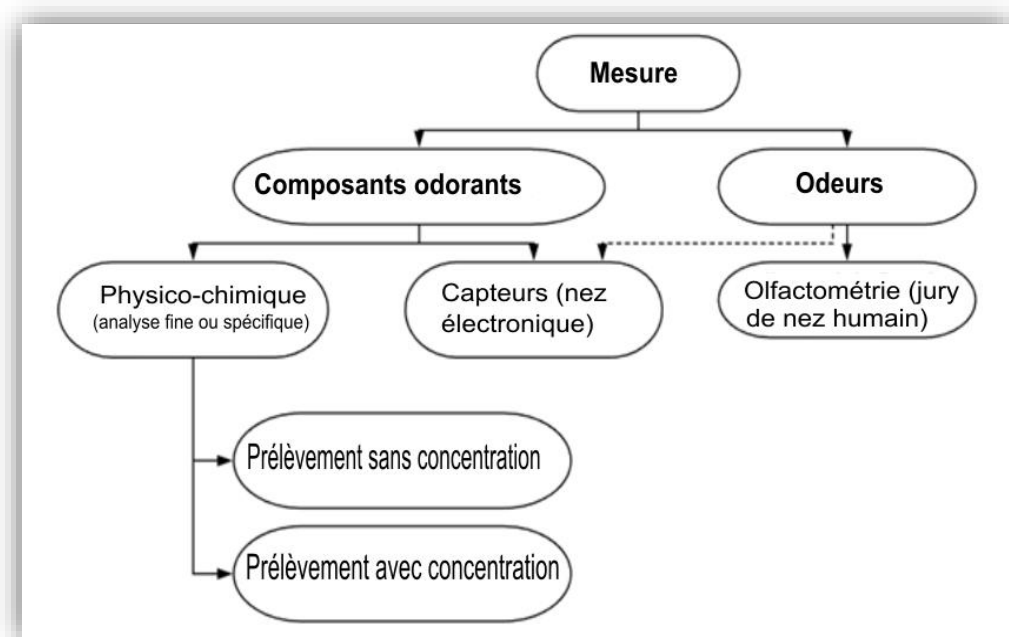 Mesure
Composants odorants
Odeurs
Physico-chimique
(analyse fine ou spécifique)
Capteurs (nez
électronique)
Olfactométrie (jury
de nez humain)
Prélèvement sans concentration
Prélèvement avec concentration